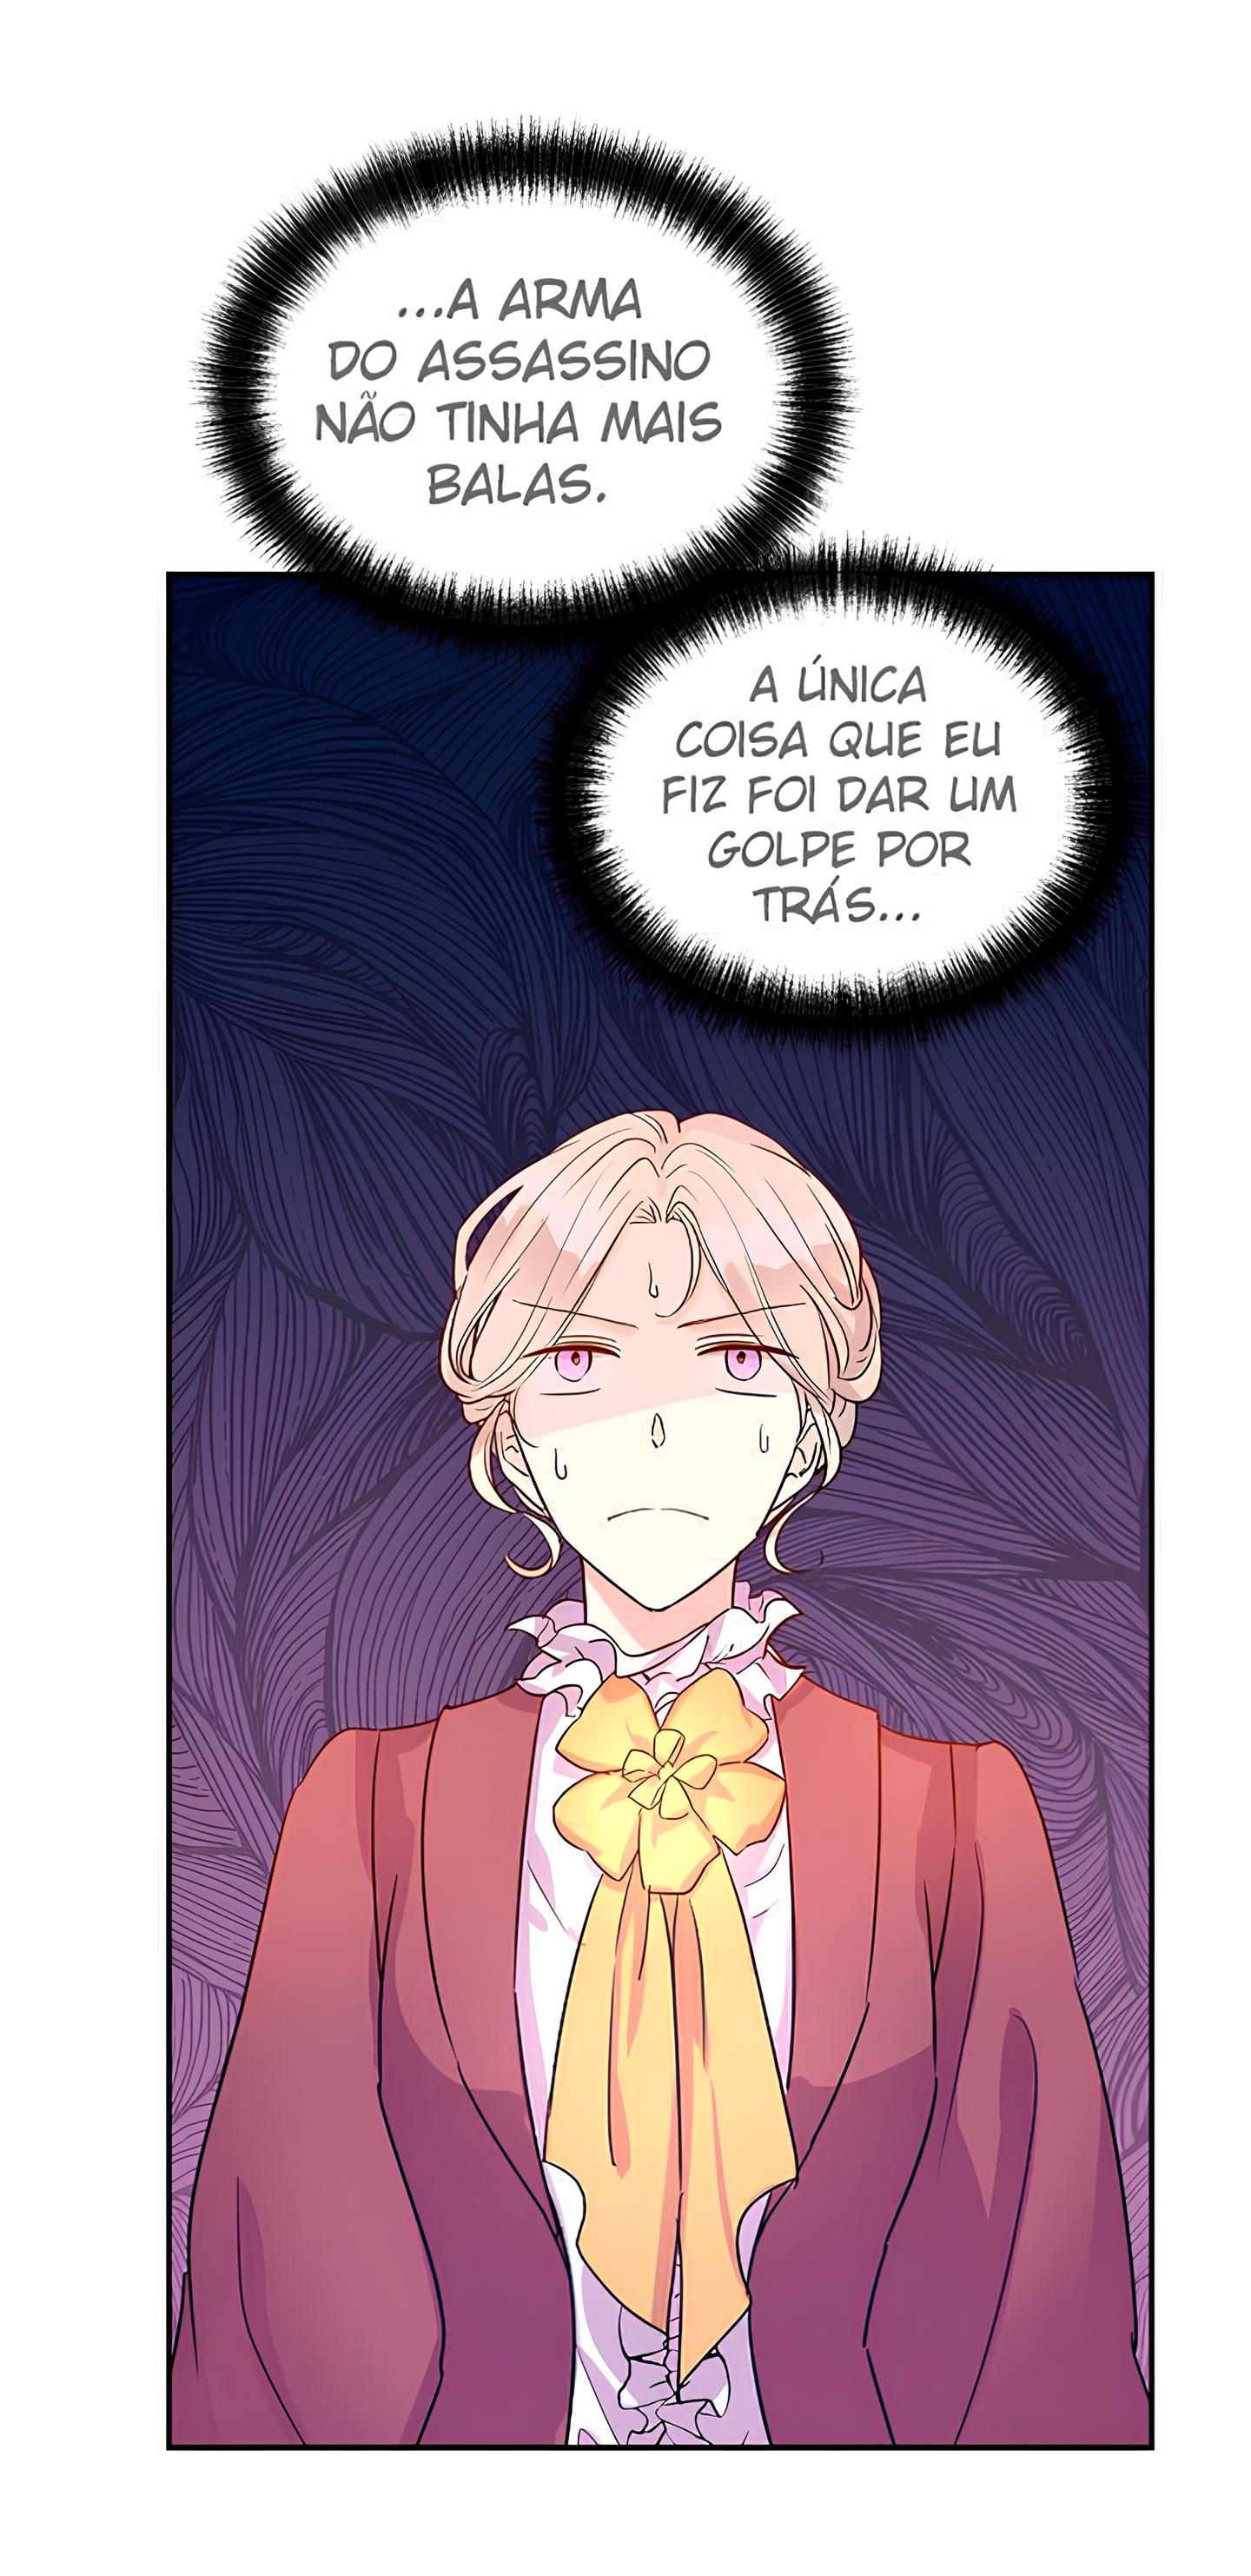 ...A ARMA
DO ASSASSINO
NÃO TINHA MAIS
BALAS.
A ÚNICA
COISA QUE EU
FIZ FOI DAR UM
GOLPE POR
TRÁS...